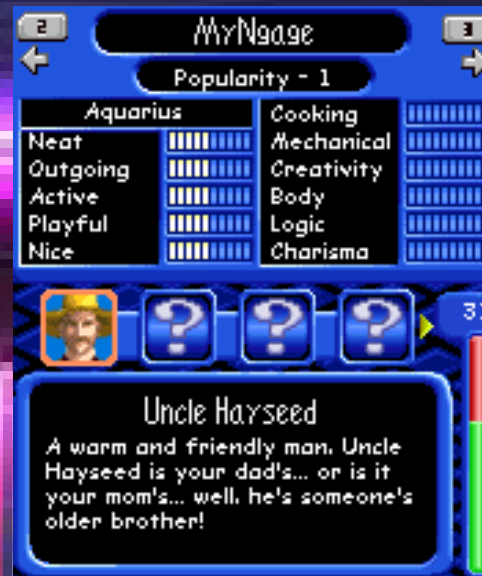 2
MyNgage
3
Popularity - 1
Aquarius
Neat
Outgoing
Active
Playful
Nice
Cooking
Mechanical
Creativity
Body
Logic
Charisma
? ? ?
Uncle Hayseed
A warm and friendly man. Uncle
Hayseed is your dad's... or is it
your mom's... well, he's someone's
older brother!